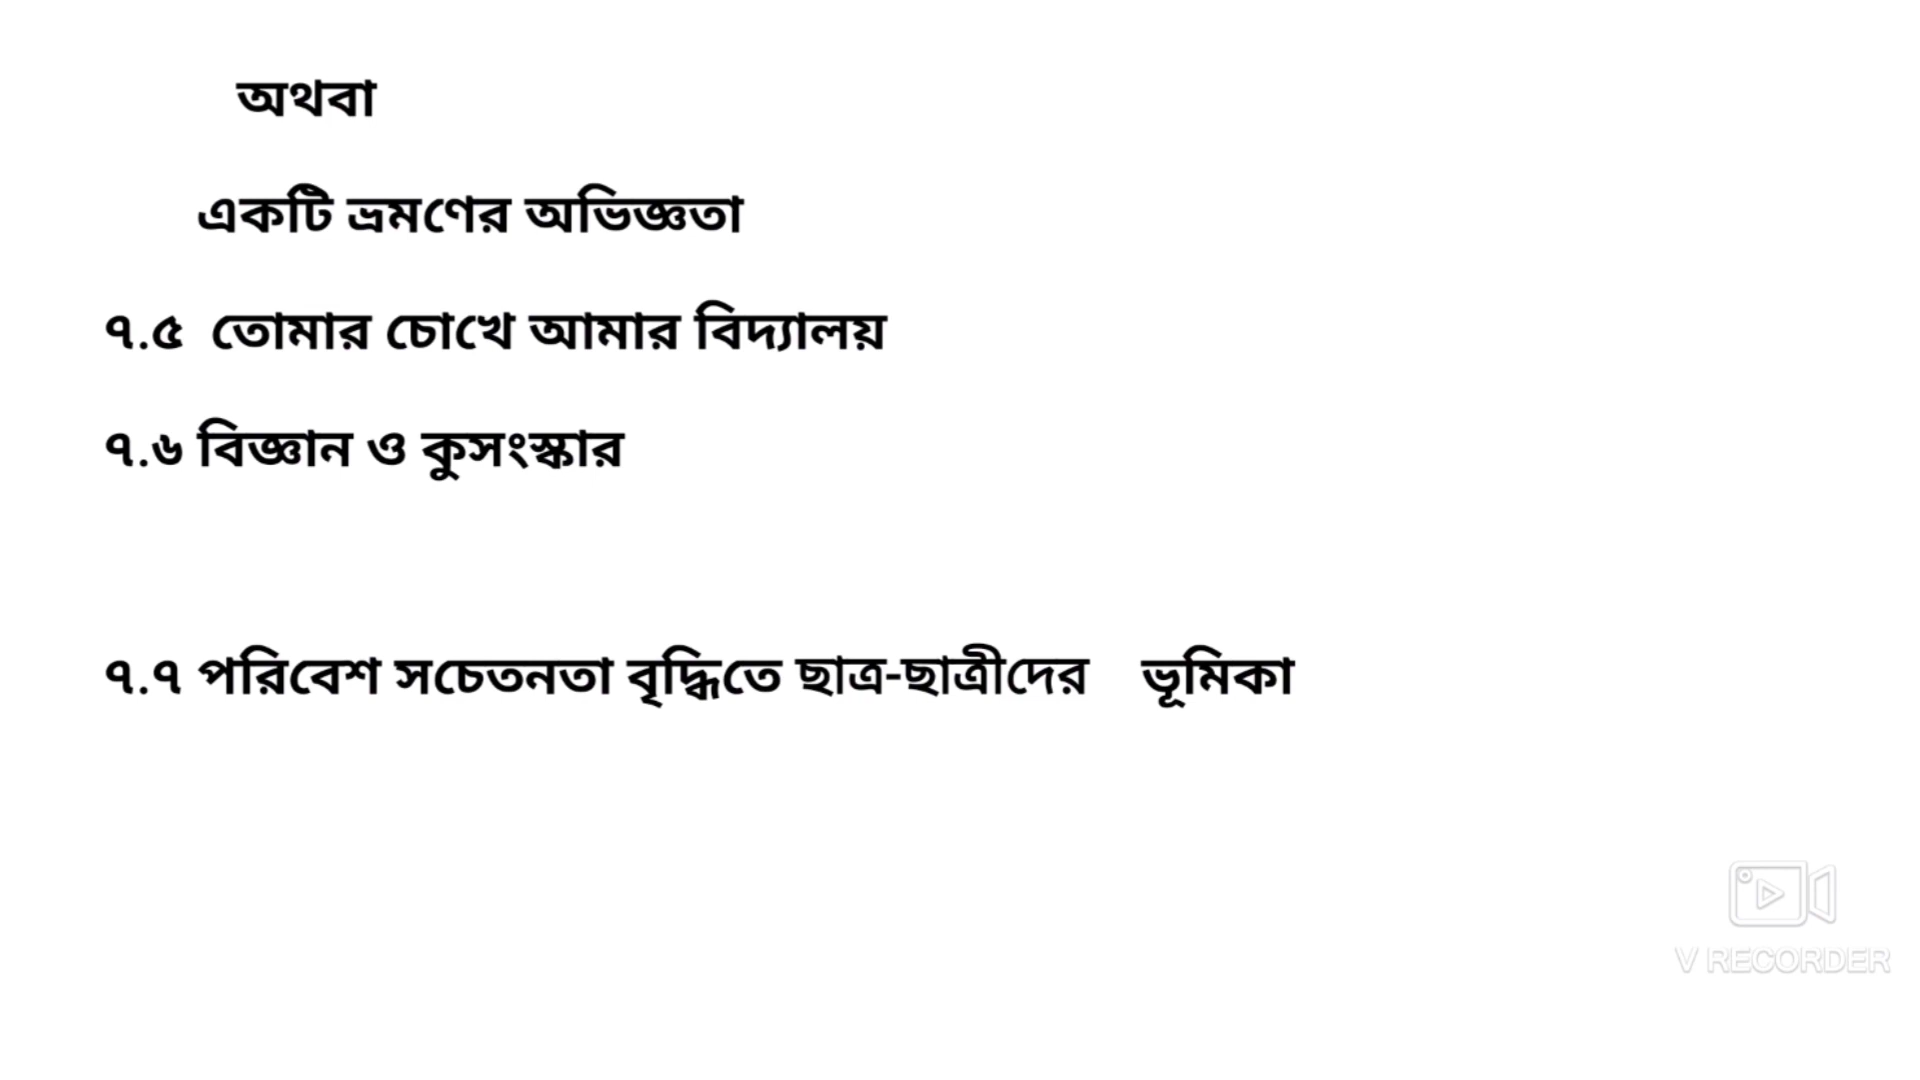 অথবা
একটি ভ্রমণের অভিজ্ঞতা
৭.৫ তোমার চোখে আমার বিদ্যালয়
৭.৬ বিজ্ঞান ও কুসংস্কার
৭.৭ পরিবেশ সচেতনতা বৃদ্ধিতে ছাত্র-ছাত্রীদের ভূমিকা
V RECORDER